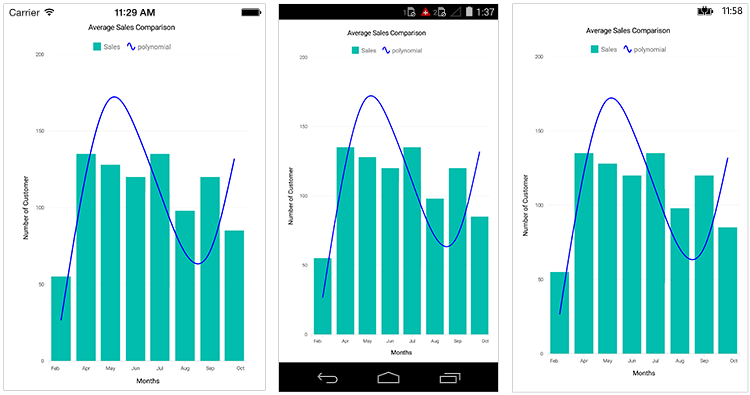 Carrier 11:29 AM
Average Sales Comparison
Sales polynomial
200
150
100
50
0
Number of Customer
Feb Apr May Jun Jul Aug Sep Oct
Months
1 2 1:37
Average Sales Comparison
Sales polynomial
200
150
100
50
0
Number of Customer
Feb Apr May Jun Jul Aug Sep Oct
Months
11:58
Average Sales Comparison
Sales polynomial
200
150
100
50
0
Number of Customer
Feb Apr May Jun Jul Aug Sep Oct
Months